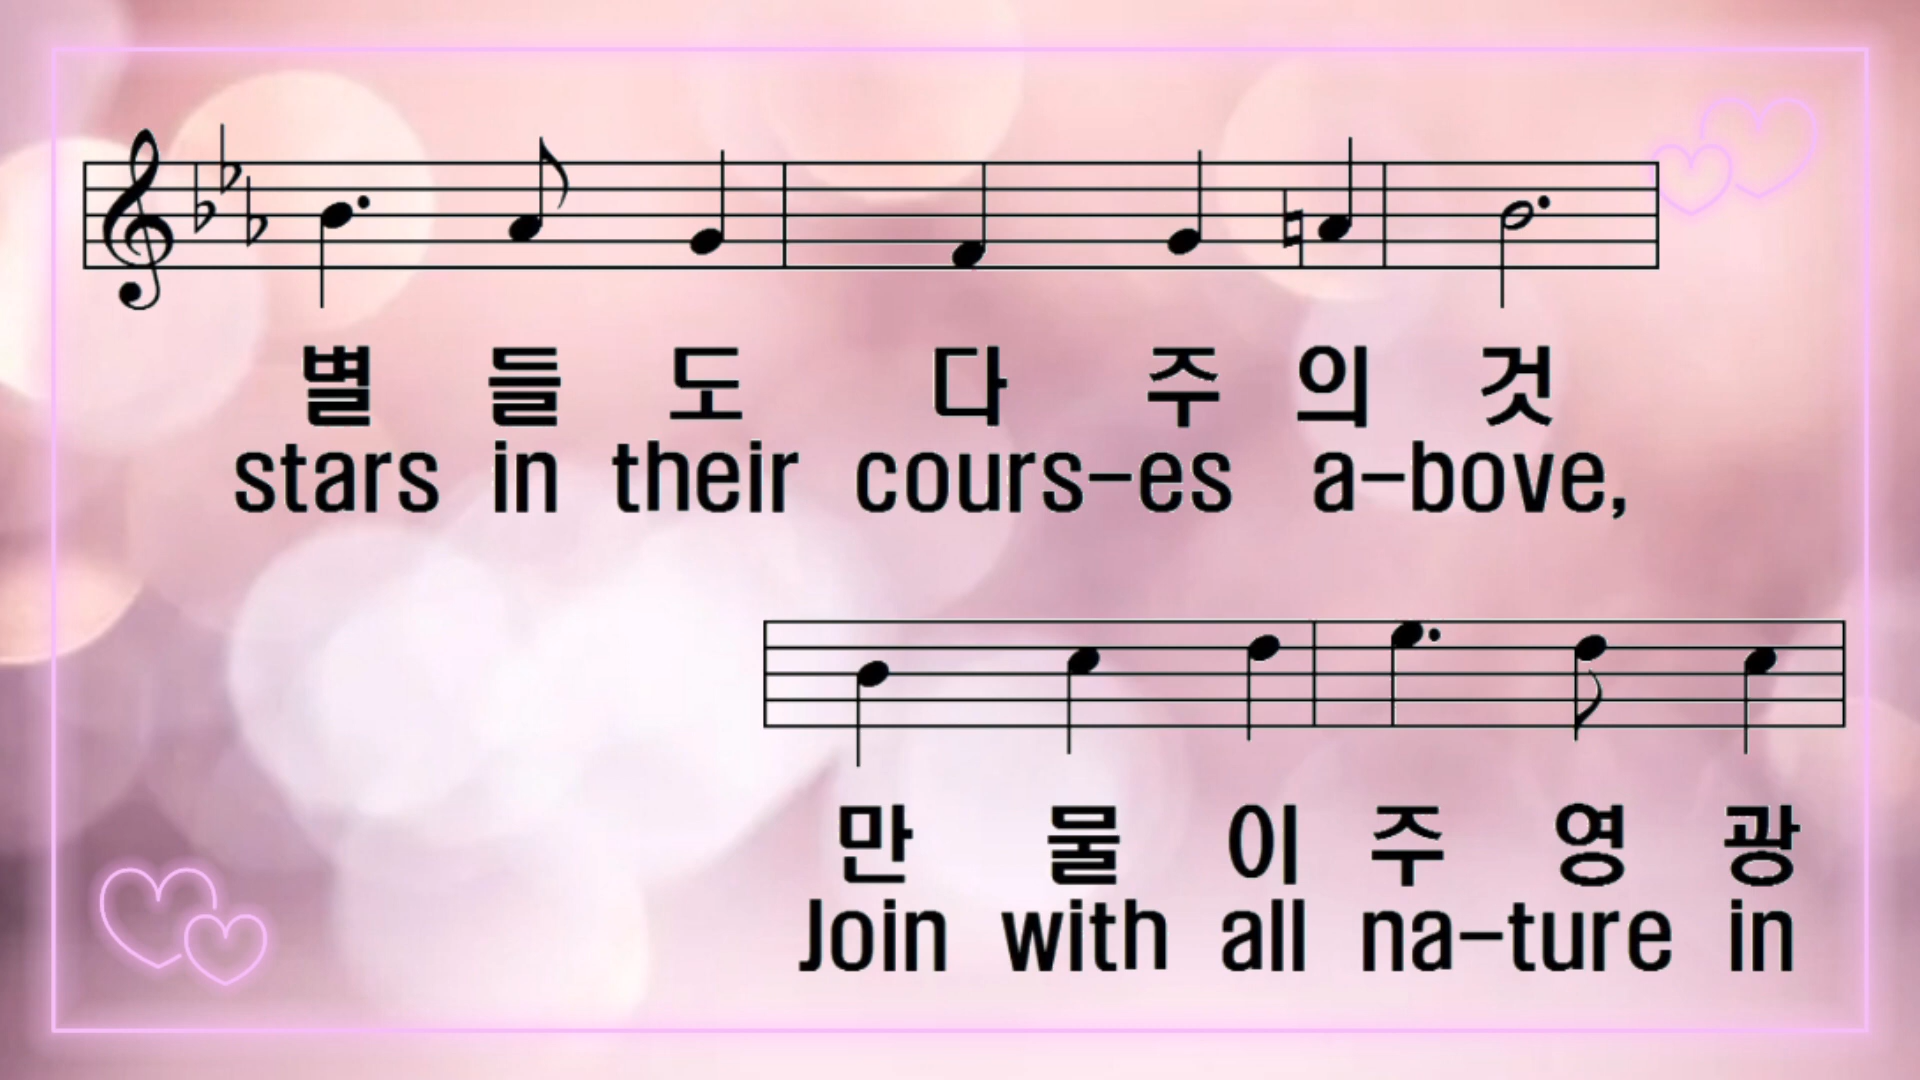 별 들 도 다 주 의 것
stars in their cours-es a-bove,
만 물 이 주 영 광
Join with all na-ture in